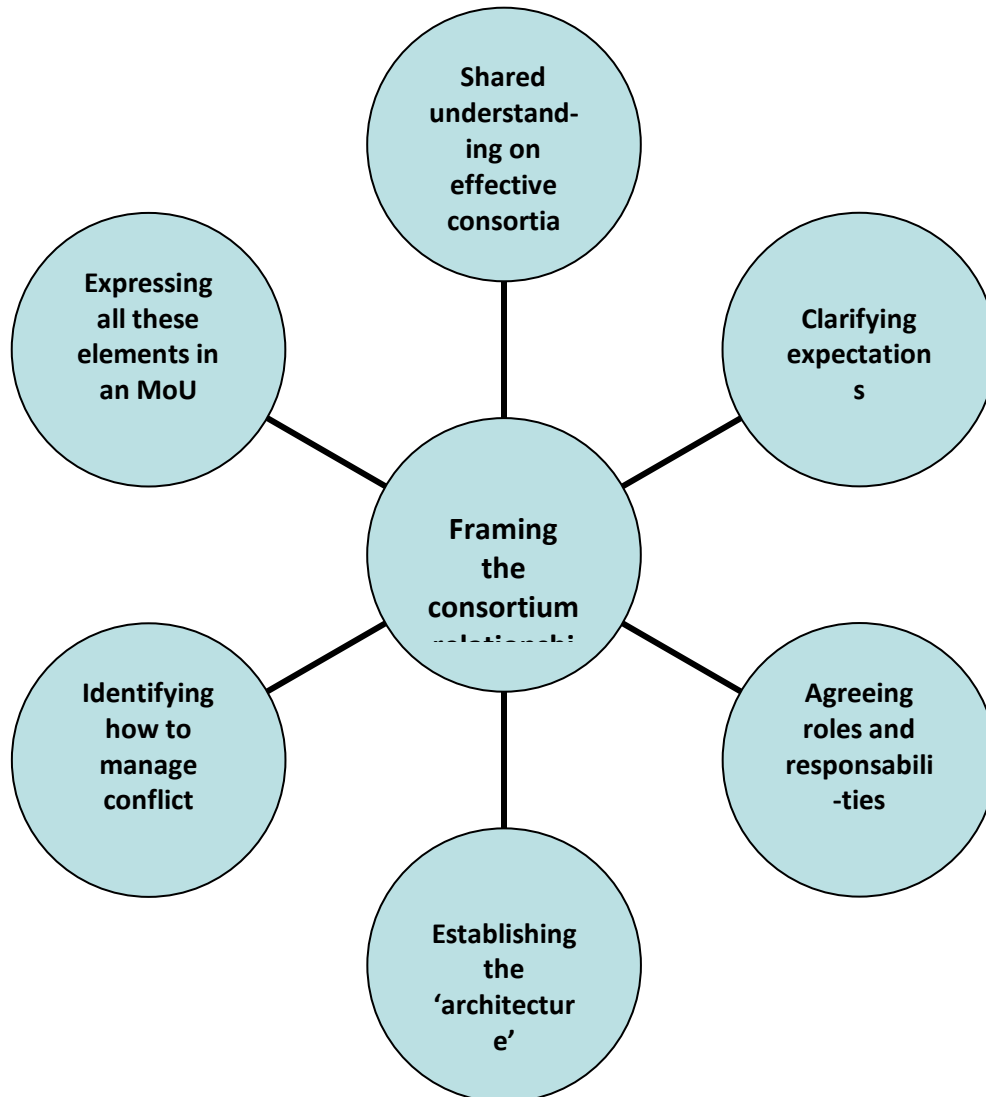 Shared
understand-
ing on
effective
consortia
Expressing
all these
elements in
an MoU
Clarifying
expectation
s
Framing
the
consortium
relationshi
Identifying
how to
manage
conflict
Agreeing
roles and
responsabili
-ties
Establishing
the
‘architectur
e’